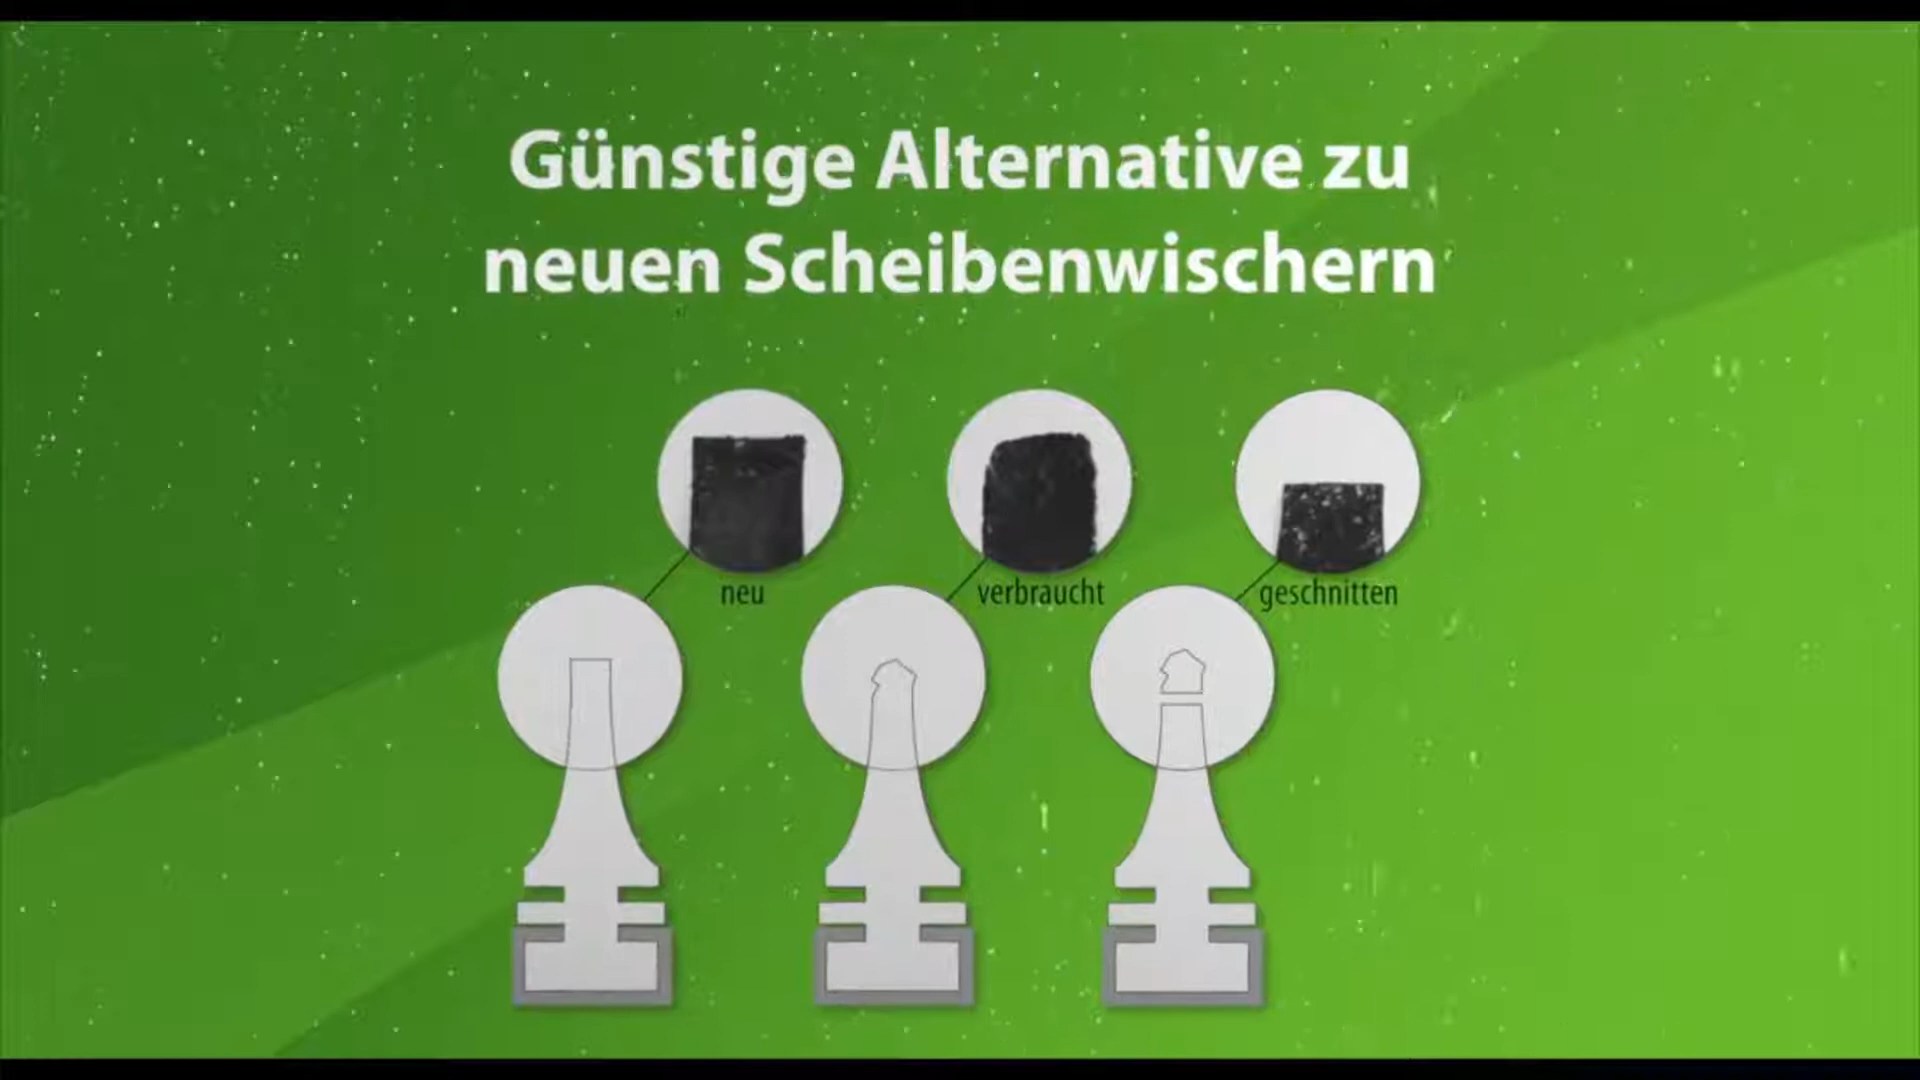 Günstige Alternative zu
neuen Scheibenwischern
neu
verbraucht
geschnitten